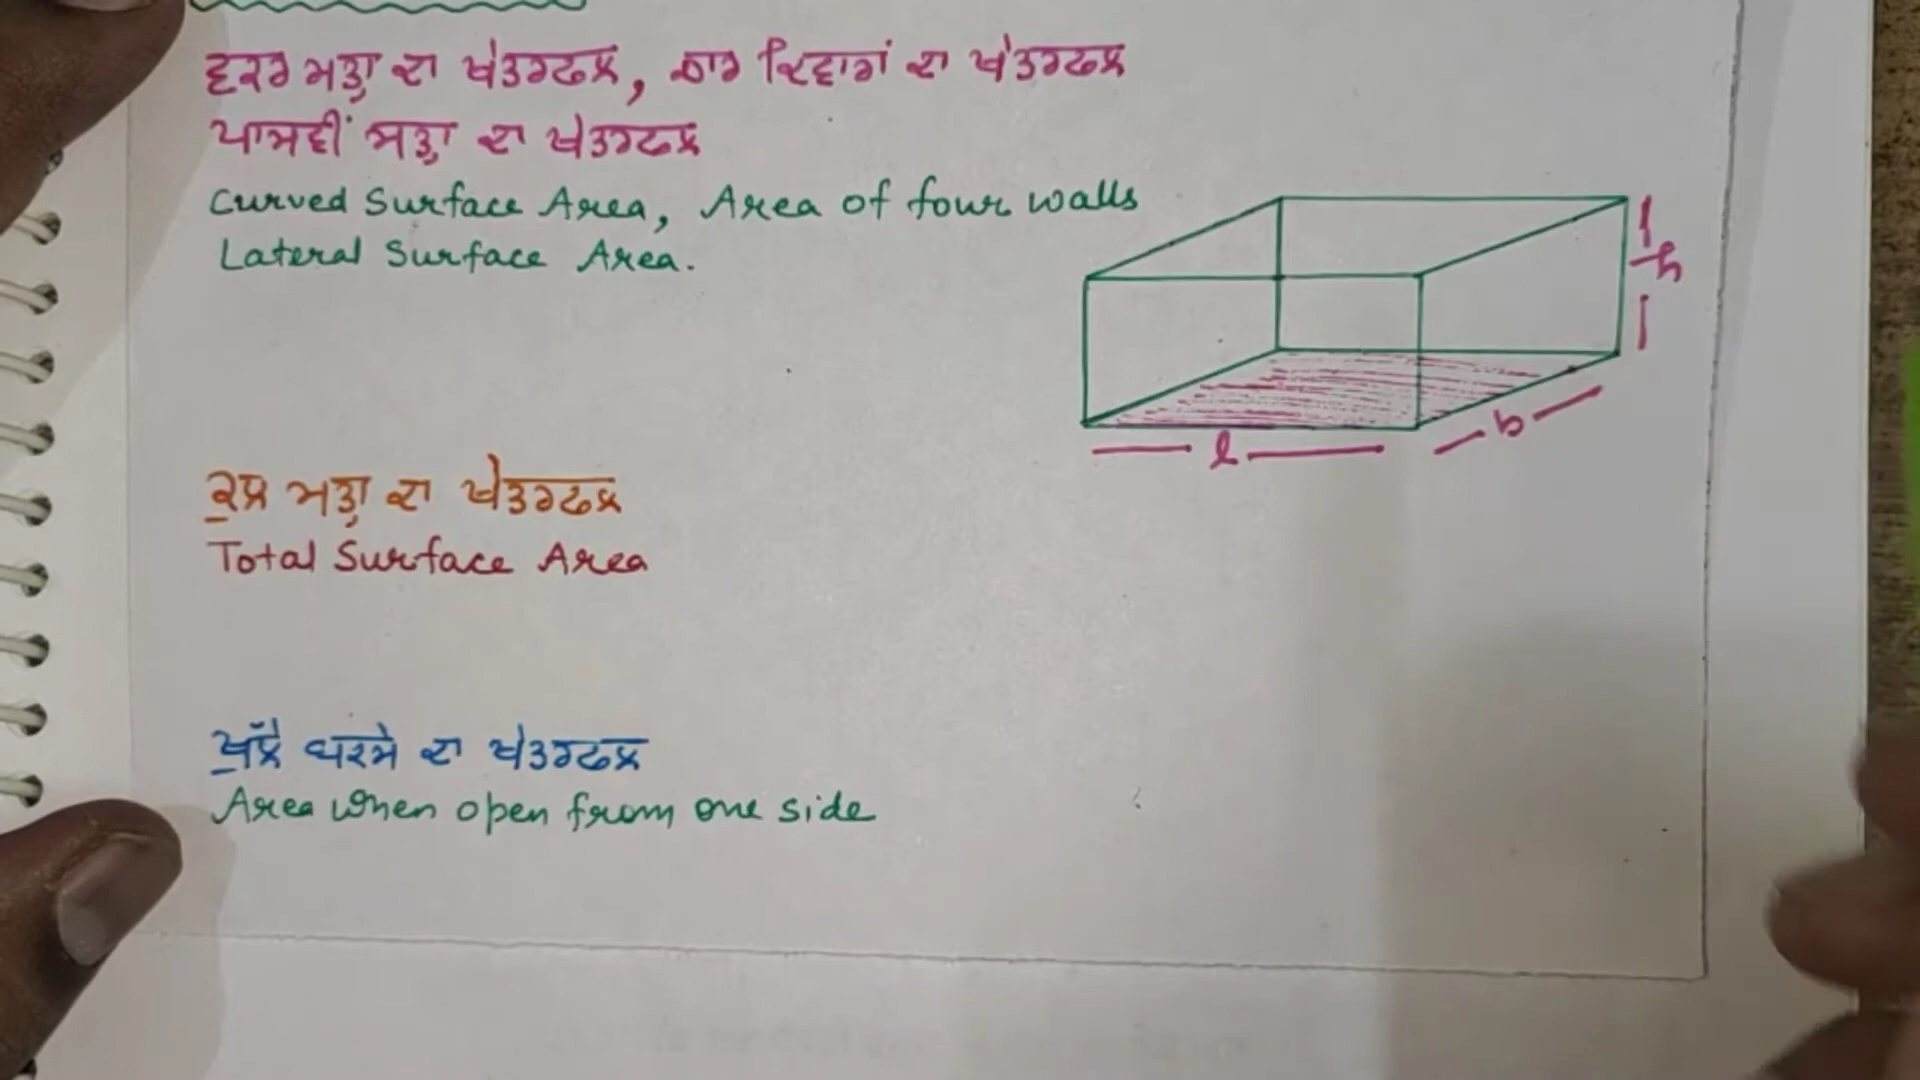 ਵਕਰ ਸਤ੍ਹਾ ਦਾ ਖੇਤਰਫਲ, ਚਾਰ ਦਿਵਾਰਾਂ ਦਾ ਖੇਤਰਫਲ
ਪਾਸਵੀਂ ਸਤ੍ਹਾ ਦਾ ਖੇਤਰਫਲ
Curved Surface Area, Area of four walls
Lateral Surface Area.
h
b
l
ਕੁਲ ਸਤ੍ਹਾ ਦਾ ਖੇਤਰਫਲ
Total Surface Area
ਖੁੱਲੇ ਬਕਸੇ ਦਾ ਖੇਤਰਫਲ
Area when open from one side